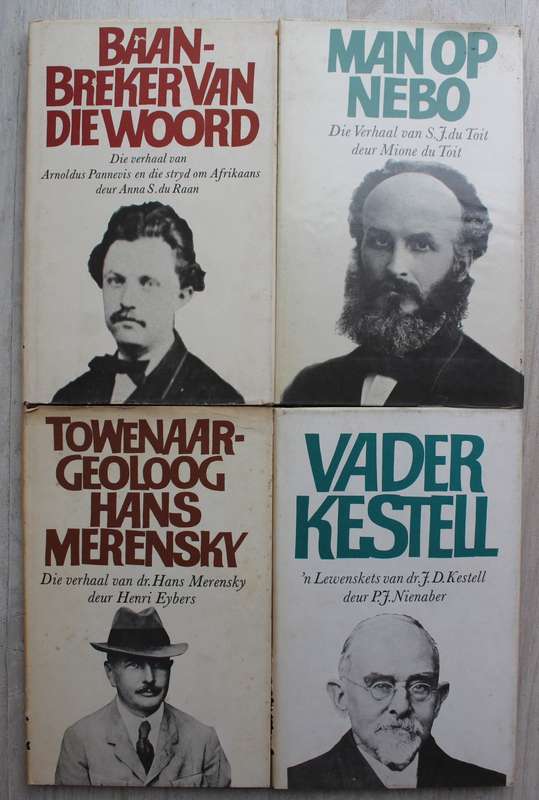 BAAN-
BREKER VAN
DIE WOORD
Die verhaal van
Arnoldus Pannevis en die stryd om Afrikaans
deur Anna S. du Raan
MAN OP
NEBO
Die Verhaal van S.J. du Toit
deur Mione du Toit
TOWENAAR-
GEOLOOG
HANS
MERENSKY
Die verhaal van dr. Hans Merensky
deur Henri Eybers
VADER
KESTELL
'n Lewenskets van dr. J. D. Kestell
deur P.J. Nienaber